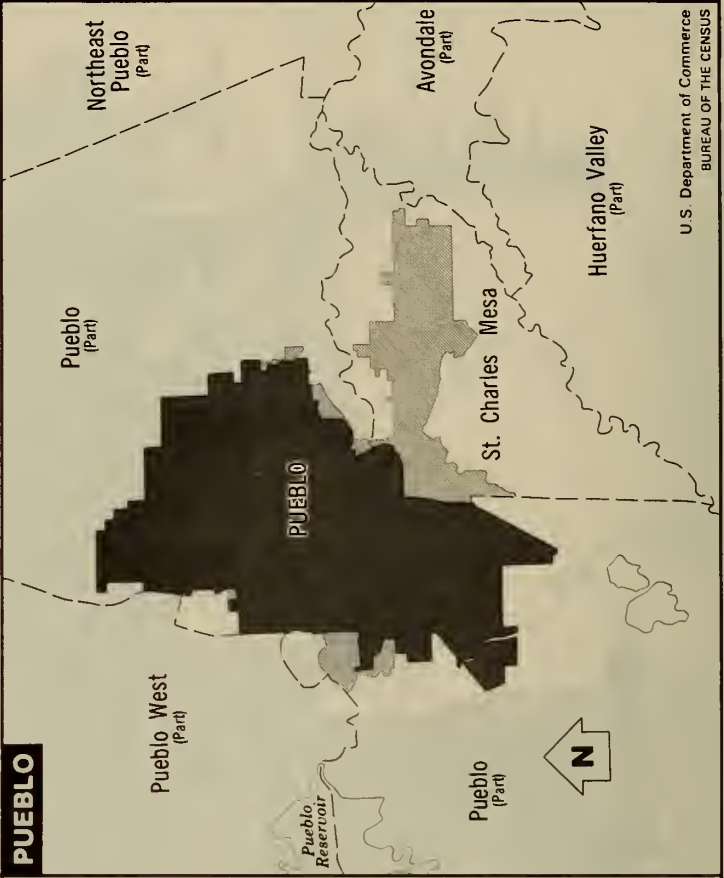 PUEBLO
Northeast
Pueblo
(Part)
Pueblo
(Part)
Pueblo West
(Part)
Avondale
(Part)
PUEBLO
Pueblo
Reservoir
St. Charles Mesa
Huerfano Valley
(Part)
Pueblo
(Part)
N
U.S. Department of Commerce
BUREAU OF THE CENSUS